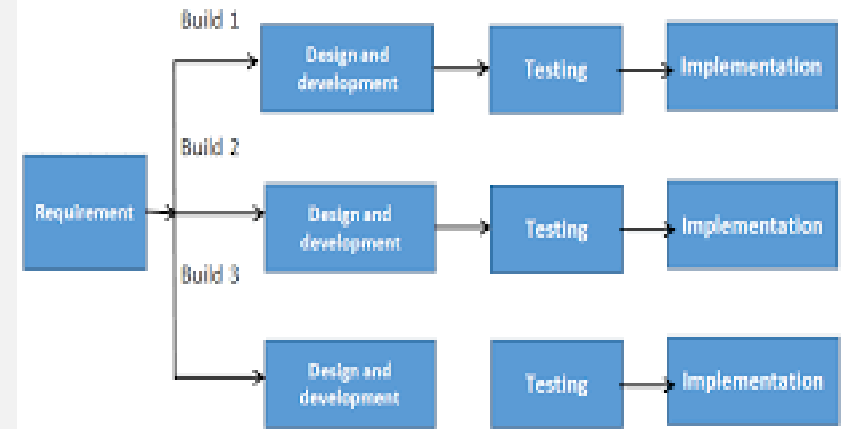 Build 1
Design and
development
Testing
Implementation
Build 2
Requirement
Design and
development
Testing
Implementation
Build 3
Design and
development
Testing
Implementation